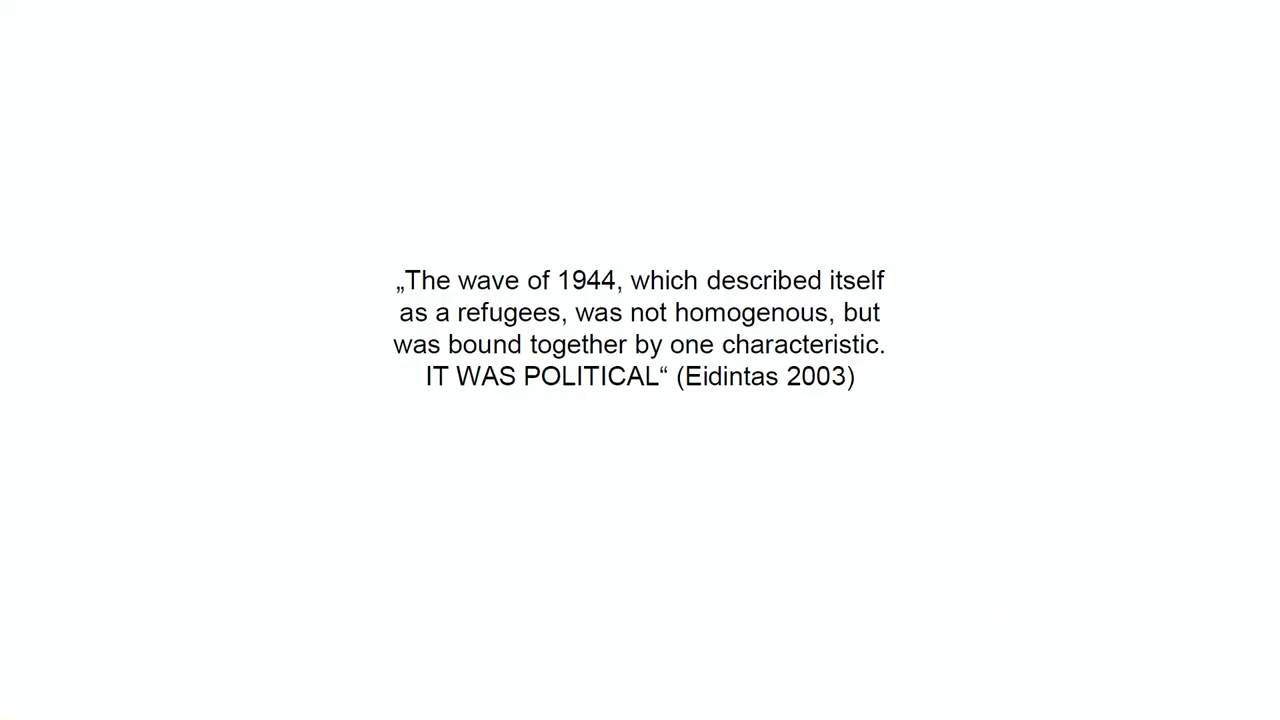 „The wave of 1944, which described itself
as a refugees, was not homogenous, but
was bound together by one characteristic.
IT WAS POLITICAL“ (Eidintas 2003)